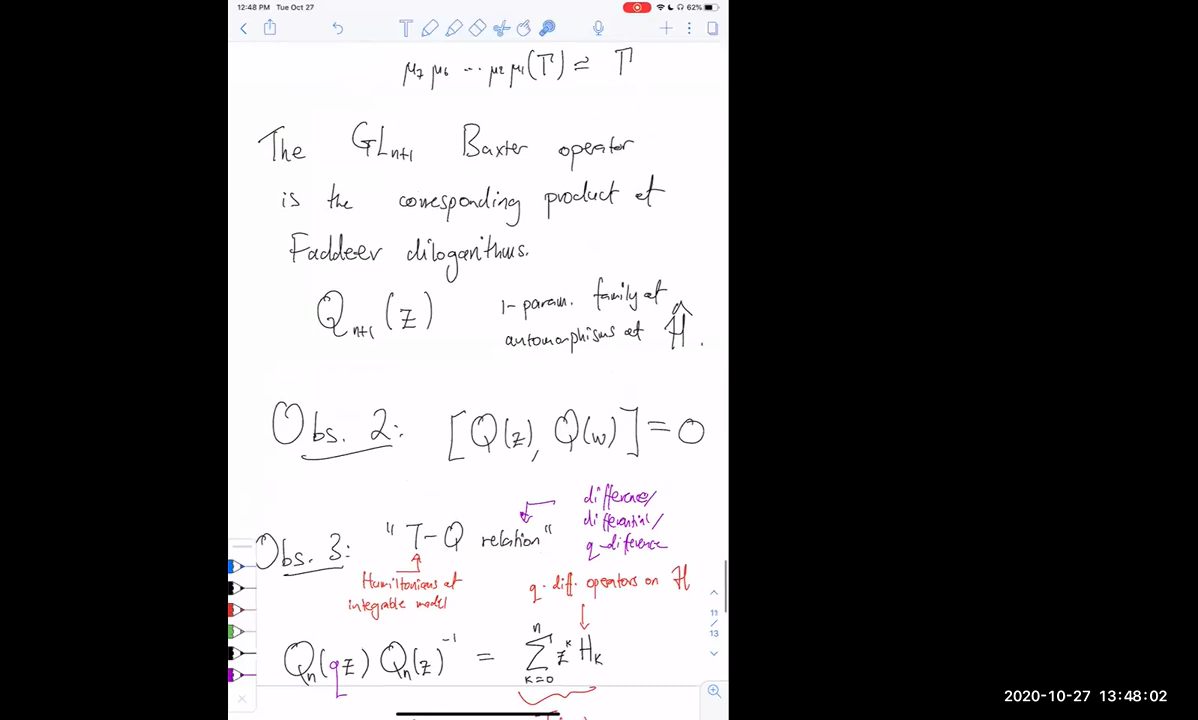 12:48 PM Tue Oct 27
62%
μ7 μ6 ... μ2 μ1(Γ) ≃ Γ
The GLn+1 Baxter operator
is the corresponding product of
Faddeev dilogarithms.
Qn+1(z)
1-param. family of
automorphisms of Ĥ.
Obs. 2: [Q(z), Q(w)] = 0
difference/
differential/
q-difference
Obs. 3: "T-Q relation"
Hamiltonians of
integrable model
q. diff. operators on H
Qn(qz) Qn(z)⁻¹ = ∑ k=0 n z^k Hk
11
/
13
2020-10-27 13:48:02